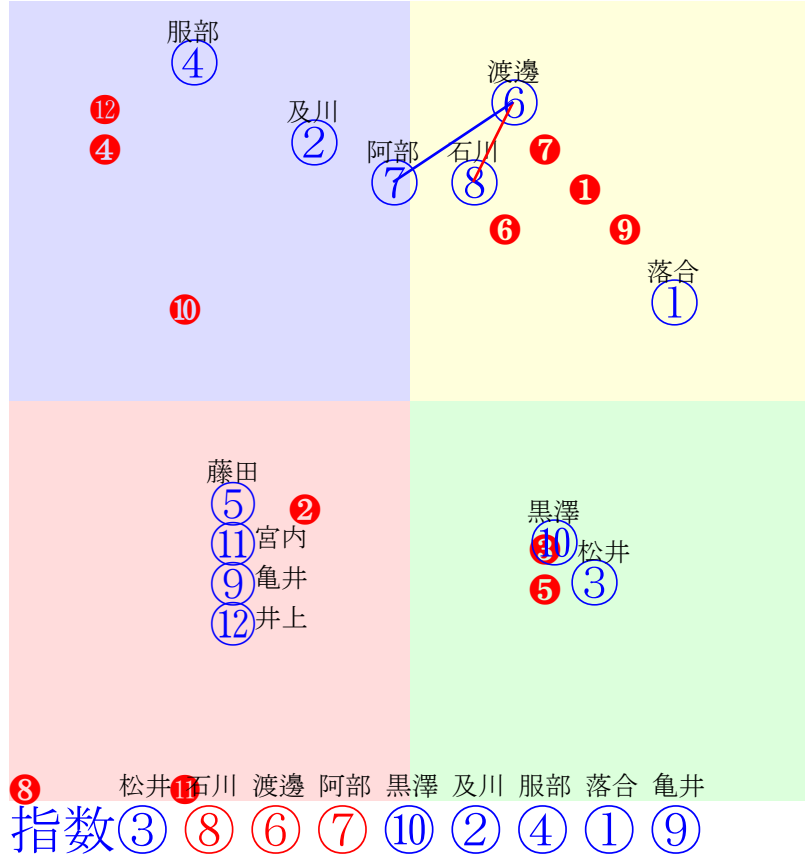 服部
④
渡邊
⑥
⓬
及川
②
❹
阿部
⑦
石川
⑧
❼
❶
❻
❾
落合
①
❿
藤田
⑤
❷
⑪宮内
黒澤
⑩
❸
松井
③
⑨亀井
❺
⑫井上
❽
⓫
松井 石川 渡邊 阿部 黒澤 及川 服部 落合 亀井
指数③⑧⑥⑦⑩②④①⑨